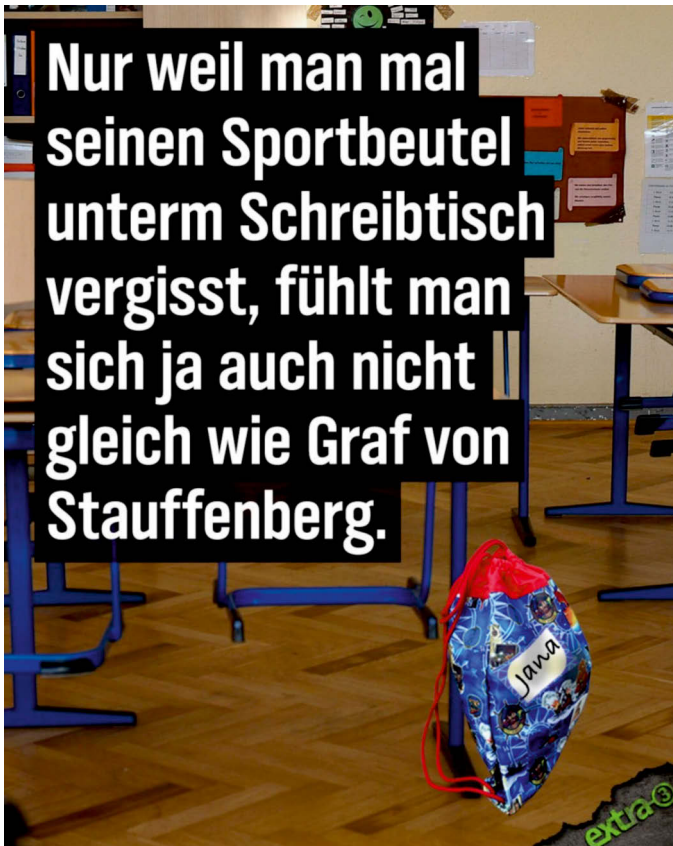 Nur weil man mal
seinen Sportbeutel
unterm Schreibtisch
vergisst, fühlt man
sich ja auch nicht
gleich wie Graf von
Stauffenberg.
Jana
extra3